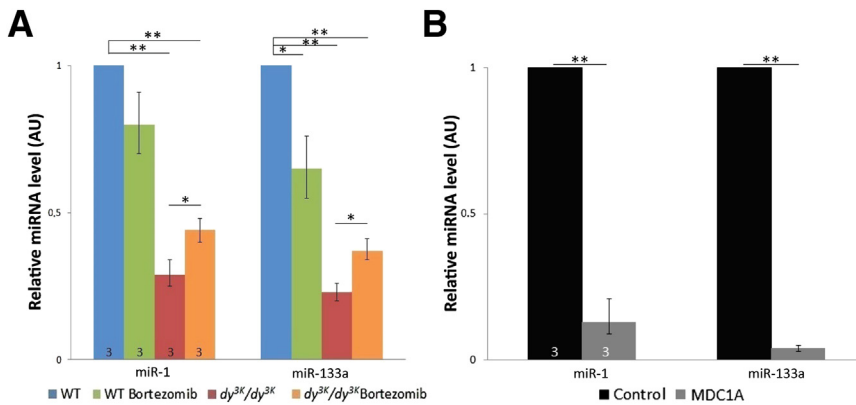 A
B
**
**
**
**
*
**
**
1
1
Relative miRNA level (AU)
Relative miRNA level (AU)
*
*
0,5
0,5
3 3 3 3
3 3
0
0
miR-1 miR-133a
miR-1 miR-133a
WT WT Bortezomib dy3K/dy3K dy3K/dy3K Bortezomib
Control MDC1A